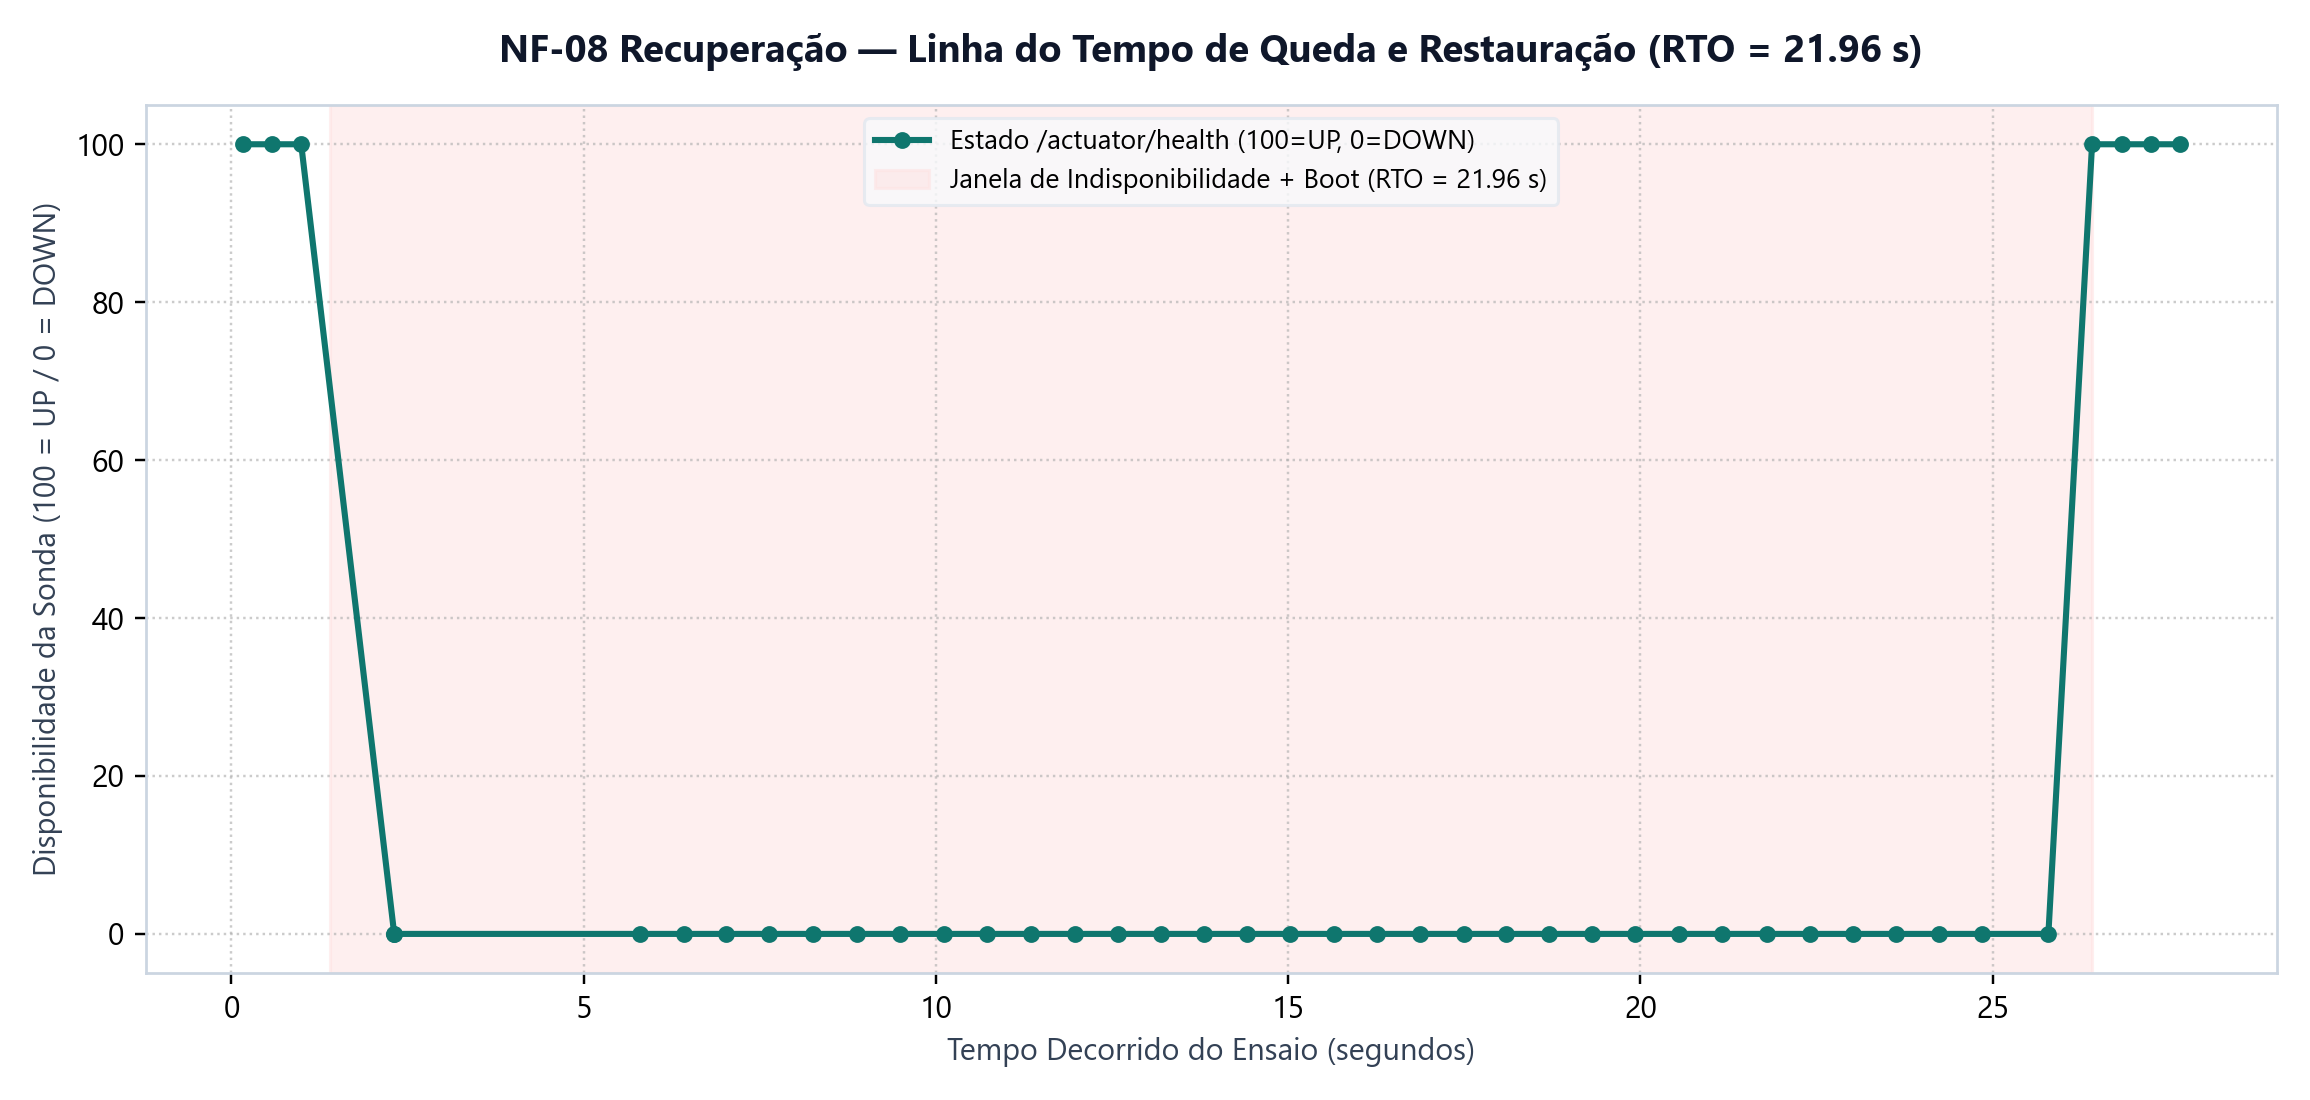 NF-08 Recuperação — Linha do Tempo de Queda e Restauração (RTO = 21.96 s)
Estado /actuator/health (100=UP, 0=DOWN)
Janela de Indisponibilidade + Boot (RTO = 21.96 s)
Disponibilidade da Sonda (100 = UP / 0 = DOWN)
100
80
60
40
20
0
0 5 10 15 20 25
Tempo Decorrido do Ensaio (segundos)